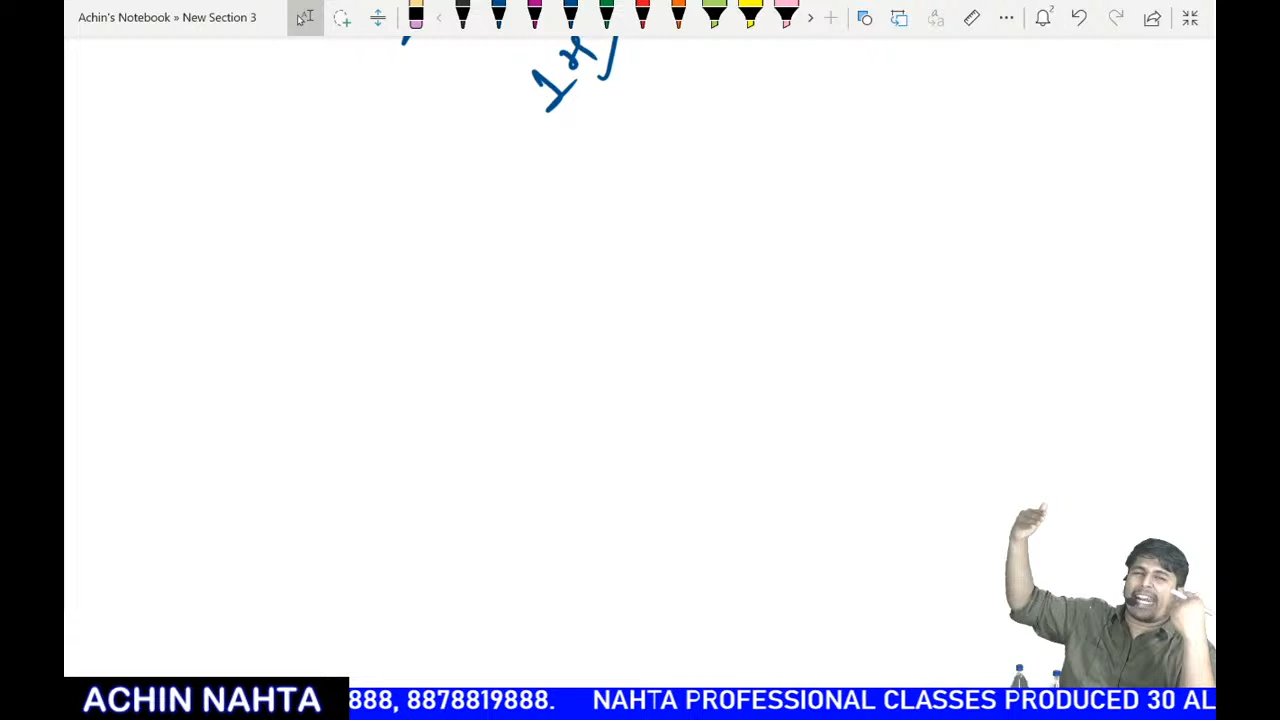 Achin's Notebook » New Section 3
ACHIN NAHTA
888, 8878819888. NAHTA PROFESSIONAL CLASSES PRODUCED 30 AL